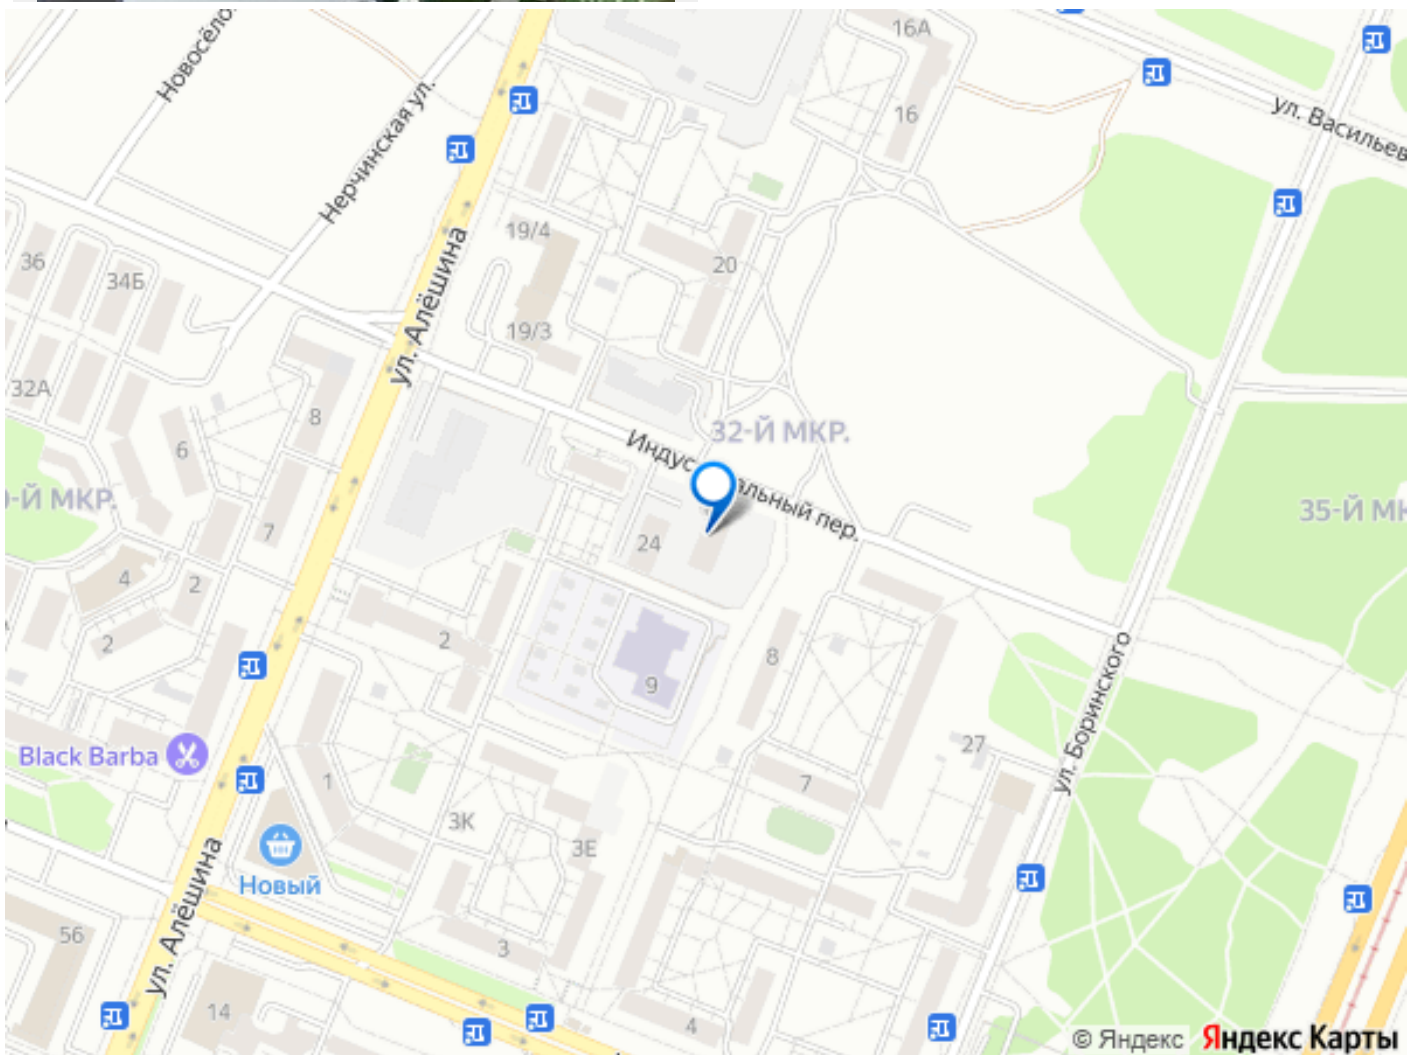 16А
Новосёло
ул. Васильев
16
Нерчинская ул.
19/4
36
34Б
20
ул. Алёшина
19/3
32А
8
32-Й МКР.
6
Индус
альный пер.
-Й МКР.
35-Й МК
7
24
4
2
2
2
8
9
ул. Боринского
27
Black Barba
1
7
3К
3Е
Новый
ул. Алёшина
56
3
14
4
© Яндекс Яндекс Карты